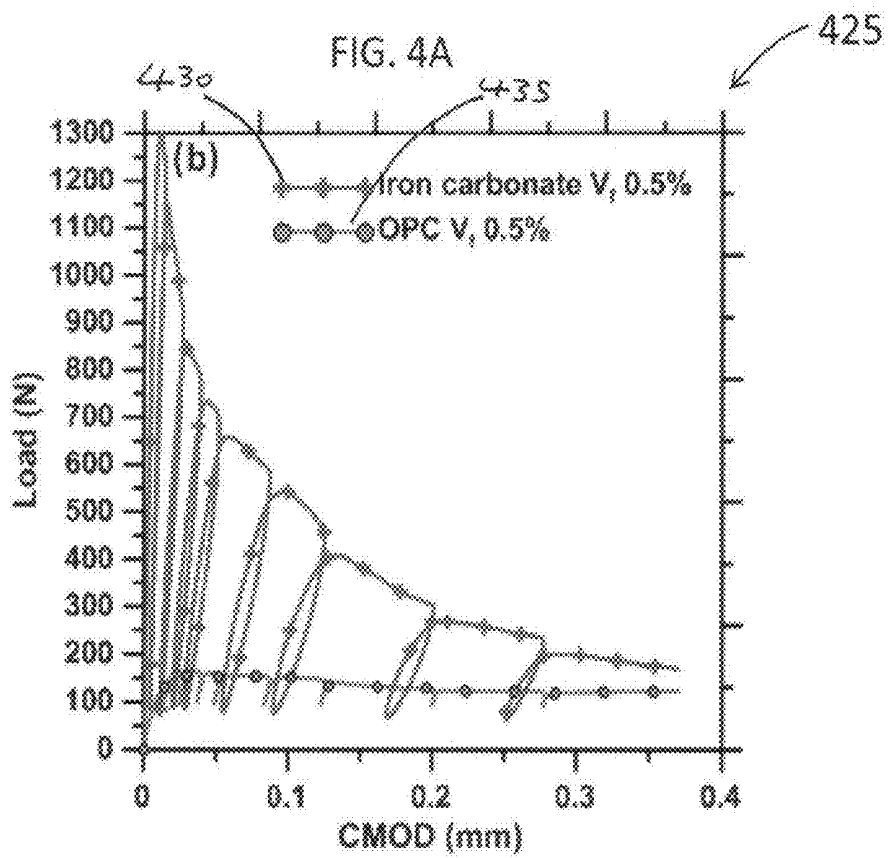 425
FIG. 4A
430
435
1300
(b)
1200
Iron carbonate V, 0.5%
1100
OPC V, 0.5%
1000
900
800
700
600
500
400
300
200
100
0
Load (N)
0 0.1 0.2 0.3 0.4
CMOD (mm)